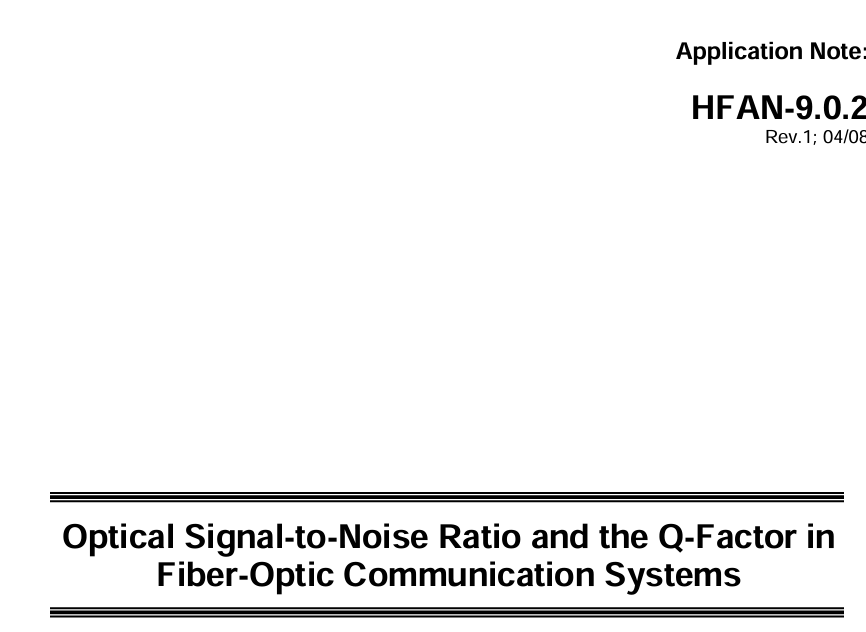 Application Note:
HFAN-9.0.2
Rev.1; 04/08
Optical Signal-to-Noise Ratio and the Q-Factor in
Fiber-Optic Communication Systems